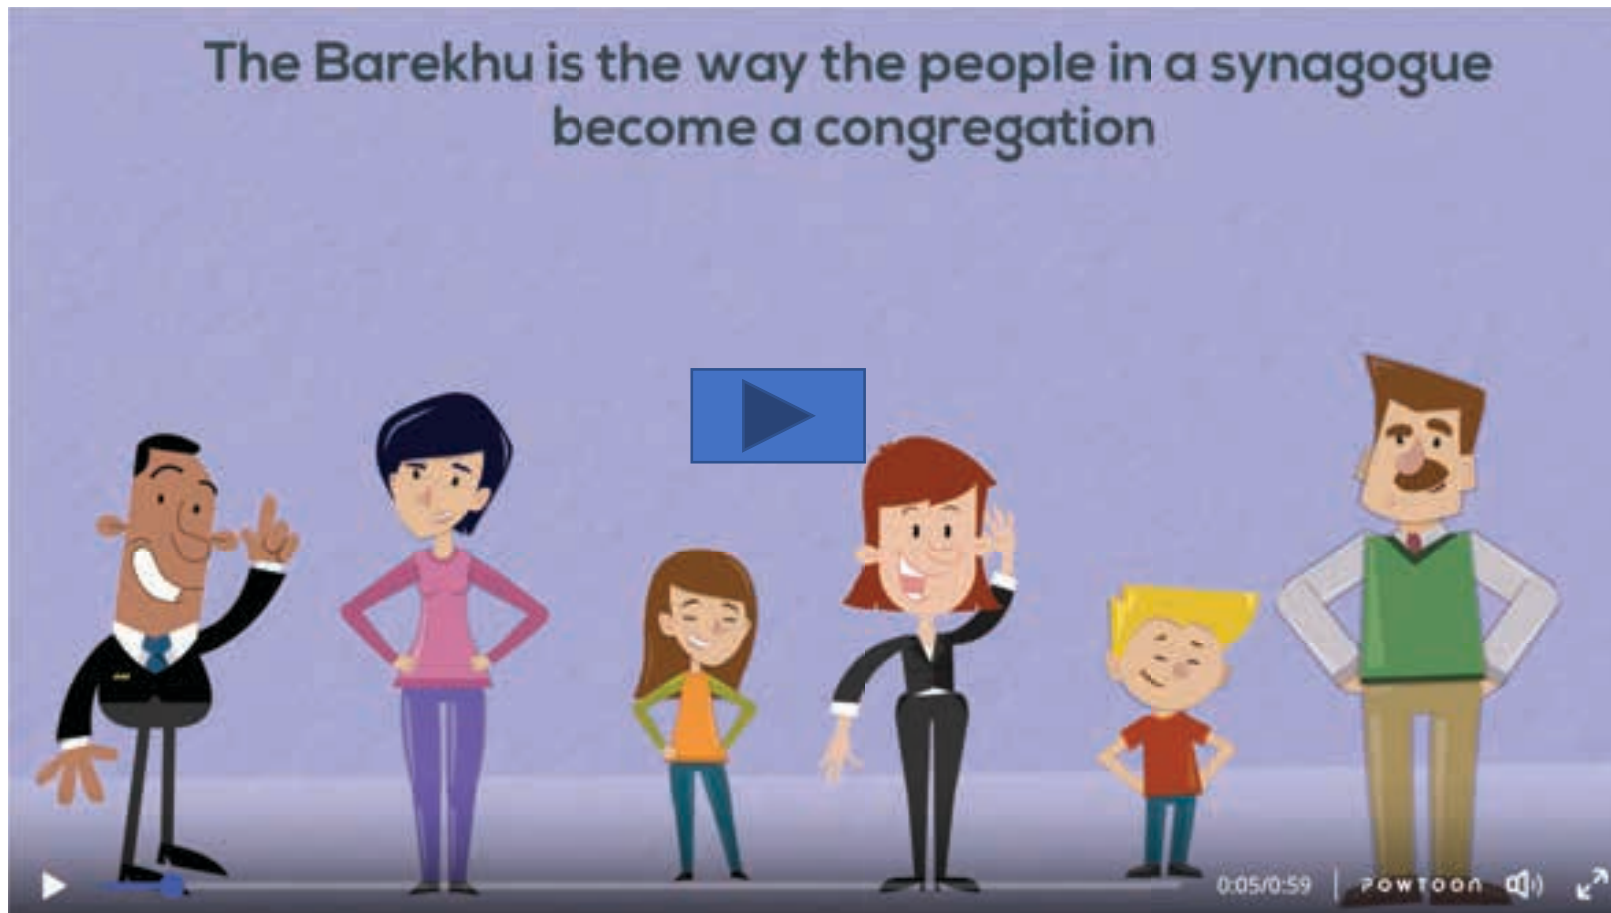 The Barekhu is the way the people in a synagogue
become a congregation
0:05/0:59 | POWTOON